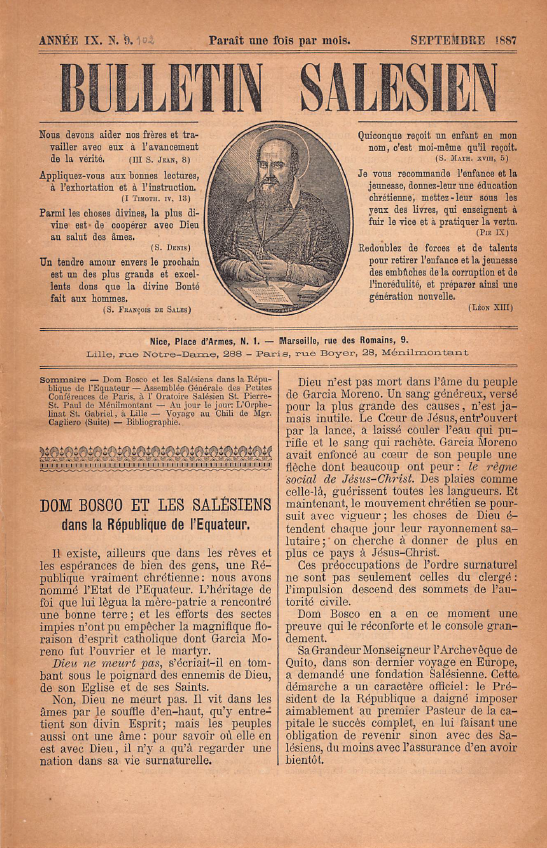 ANNÉE IX. N. 9. 102 Paraît une fois par mois. SEPTEMBRE 1887
BULLETIN SALESIEN
Nous devons aider nos frères et tra-
vailler avec eux à l'avancement
de la vérité. (III S. JEAN, 8)
Appliquez-vous aux bonnes lectures,
à l'exhortation et à l'instruction.
(I TIMOTH. IV. 13)
Parmi les choses divines, la plus di-
vine est de coopérer avec Dieu
au salut des âmes.
(S. DENIS)
Un tendre amour envers le prochain
est un des plus grands et excel-
lents dons que la divine Bonté
fait aux hommes.
(S. FRANÇOIS DE SALES)
Quiconque reçoit un enfant en mon
nom, c'est moi-même qu'il reçoit.
(S. MATH. XVIII, 5)
Je vous recommande l'enfance et la
jeunesse, donnez-leur une éducation
chrétienne, mettez-leur sous les
yeux des livres, qui enseignent à
fuir le vice et à pratiquer la vertu.
(PIE IX)
Redoublez de forces et de talents
pour retirer l'enfance et la jeunesse
des embûches de la corruption et de
l'incrédulité, et préparer ainsi une
génération nouvelle.
(LÉON XIII)
Nice, Place d'Armes, N. 1. — Marseille, rue des Romains, 9.
Lille, rue Notre-Dame, 288 - Paris, rue Boyer, 28, Ménilmontant
Sommaire — Dom Bosco et les Salésiens dans la Répu-
blique de l'Equateur — Assemblée Générale des Petites
Conférences de Paris, à l'Oratoire Salésien St. Pierre-
St. Paul de Ménilmontant — Au jour le jour: L'Orphe-
linat St. Gabriel, à Lille — Voyage au Chili de Mgr.
Cagliero (Suite) — Bibliographie.
DOM BOSCO ET LES SALÉSIENS
dans la République de l'Equateur.
Il existe, ailleurs que dans les rêves et
les espérances de bien des gens, une Ré-
publique vraiment chrétienne: nous avons
nommé l'Etat de l'Equateur. L'héritage de
foi que lui légua la mère-patrie a rencontré
une bonne terre; et les efforts des sectes
impies n'ont pu empêcher la magnifique flo-
raison d'esprit catholique dont Garcia Mo-
reno fut l'ouvrier et le martyr.
Dieu ne meurt pas, s'écriait-il en tom-
bant sous le poignard des ennemis de Dieu,
de son Eglise et de ses Saints.
Non, Dieu ne meurt pas. Il vit dans les
âmes par le souffle d'en-haut, qu'y entre-
tient son divin Esprit; mais les peuples
aussi ont une âme: pour savoir où elle en
est avec Dieu, il n'y a qu'à regarder une
nation dans sa vie surnaturelle.
Dieu n'est pas mort dans l'âme du peuple
de Garcia Moreno. Un sang généreux, versé
pour la plus grande des causes, n'est ja-
mais inutile. Le Cœur de Jésus, entr'ouvert
par la lance, a laissé couler l'eau qui pu-
rifie et le sang qui rachète. Garcia Moreno
avait enfoncé au cœur de son peuple une
flèche dont beaucoup ont peur: le règne
social de Jésus-Christ. Des plaies comme
celle-là, guérissent toutes les langueurs. Et
maintenant, le mouvement chrétien se pour-
suit avec vigueur; les choses de Dieu é-
tendent chaque jour leur rayonnement sa-
lutaire; on cherche à donner de plus en
plus ce pays à Jésus-Christ.
Ces préoccupations de l'ordre surnaturel
ne sont pas seulement celles du clergé:
l'impulsion descend des sommets de l'au-
torité civile.
Dom Bosco en a en ce moment une
preuve qui le réconforte et le console gran-
dement.
Sa Grandeur Monseigneur l'Archevêque de
Quito, dans son dernier voyage en Europe,
a demandé une fondation Salésienne. Cette
démarche a un caractère officiel: le Pré-
sident de la République a daigné imposer
aimablement au premier Pasteur de la ca-
pitale le succès complet, en lui faisant une
obligation de revenir sinon avec des Sa-
lésiens, du moins avec l'assurance d'en avoir
bientôt.